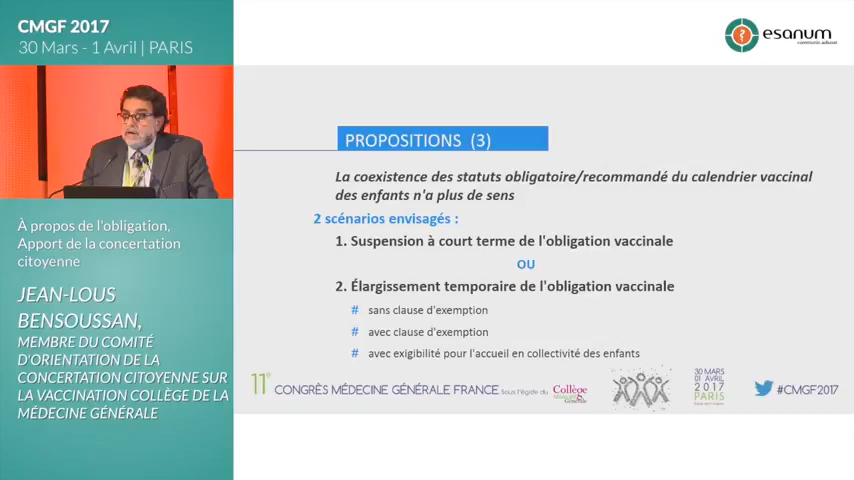 CMGF 2017
30 Mars - 1 Avril | PARIS
À propos de l'obligation,
Apport de la concertation
citoyenne
JEAN-LOUS
BENSOUSSAN,
MEMBRE DU COMITÉ
D'ORIENTATION DE LA
CONCERTATION CITOYENNE SUR
LA VACCINATION COLLÈGE DE LA
MÉDECINE GÉNÉRALE
esanum
PROPOSITIONS (3)
La coexistence des statuts obligatoire/recommandé du calendrier vaccinal
des enfants n'a plus de sens
2 scénarios envisagés :
1. Suspension à court terme de l'obligation vaccinale
OU
2. Élargissement temporaire de l'obligation vaccinale
# sans clause d'exemption
# avec clause d'exemption
# avec exigibilité pour l'accueil en collectivité des enfants
11e CONGRÈS MÉDECINE GÉNÉRALE FRANCE Sous l'égide du
Collège
Générale
30 MARS
01 AVRIL
2017
PARIS
#CMGF2017